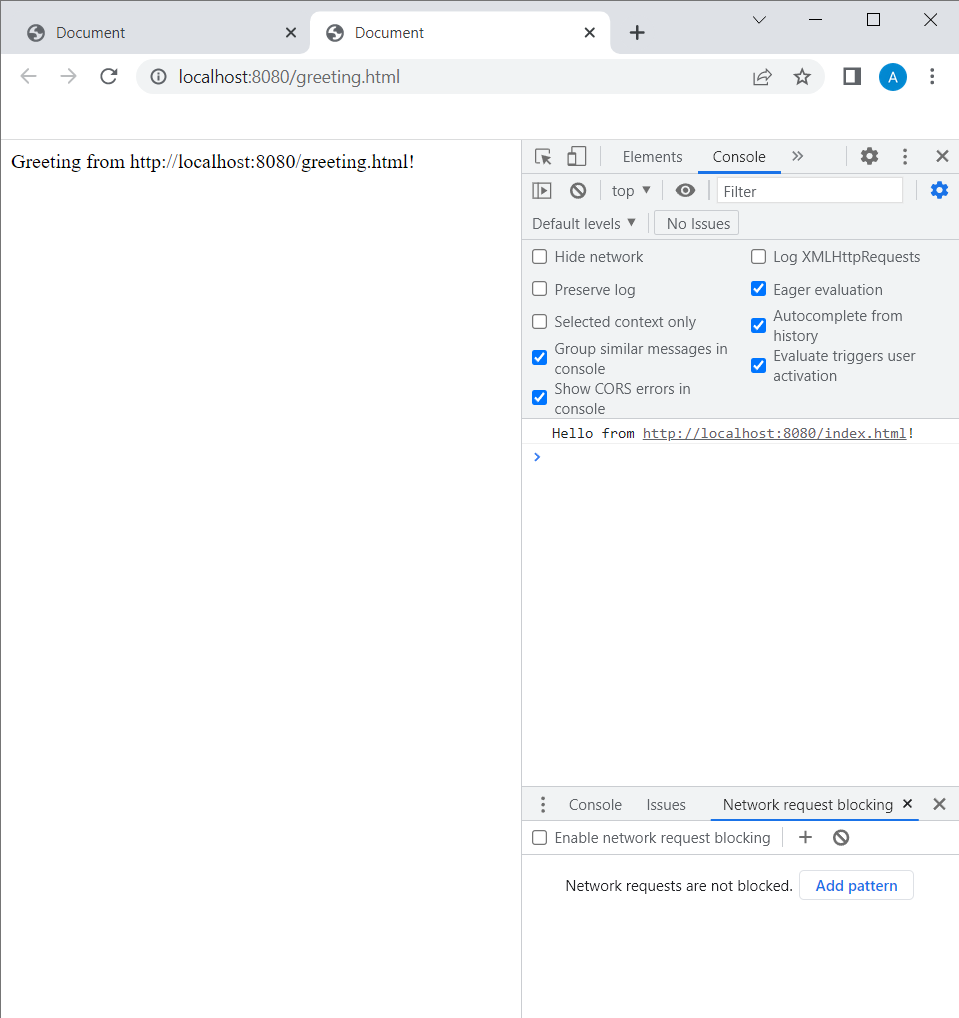 Document
Document
localhost:8080/greeting.html
A
Greeting from http://localhost:8080/greeting.html!
Elements
Console
top
Filter
Default levels
No Issues
Hide network
Log XMLHttpRequests
Preserve log
Eager evaluation
Selected context only
Autocomplete from
history
Group similar messages in
console
Evaluate triggers user
activation
Show CORS errors in
console
Hello from http://localhost:8080/index.html!
Console
Issues
Network request blocking
Enable network request blocking
Network requests are not blocked.
Add pattern